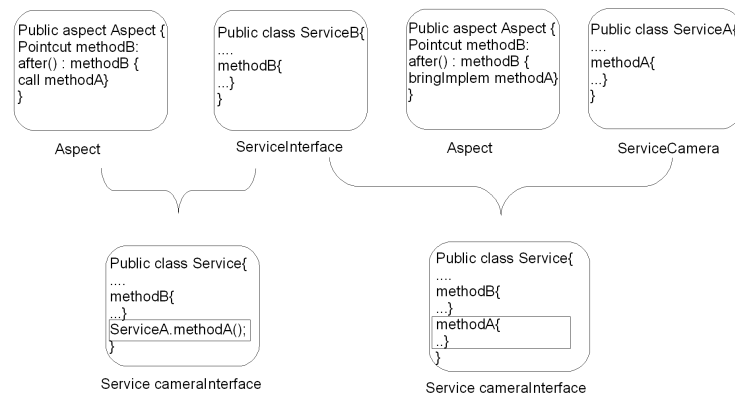 Public aspect Aspect {
Pointcut methodB:
after() : methodB {
call methodA}
}
Aspect
Public class ServiceB{
....
methodB{
...}
}
ServiceInterface
Public aspect Aspect {
Pointcut methodB:
after() : methodB {
bringImplem methodA}
}
Aspect
Public class ServiceA{
....
methodA{
...}
}
ServiceCamera
Public class Service{
....
methodB{
...}
ServiceA.methodA();
}
Service cameraInterface
Public class Service{
....
methodB{
...}
methodA{
..}
}
Service cameraInterface